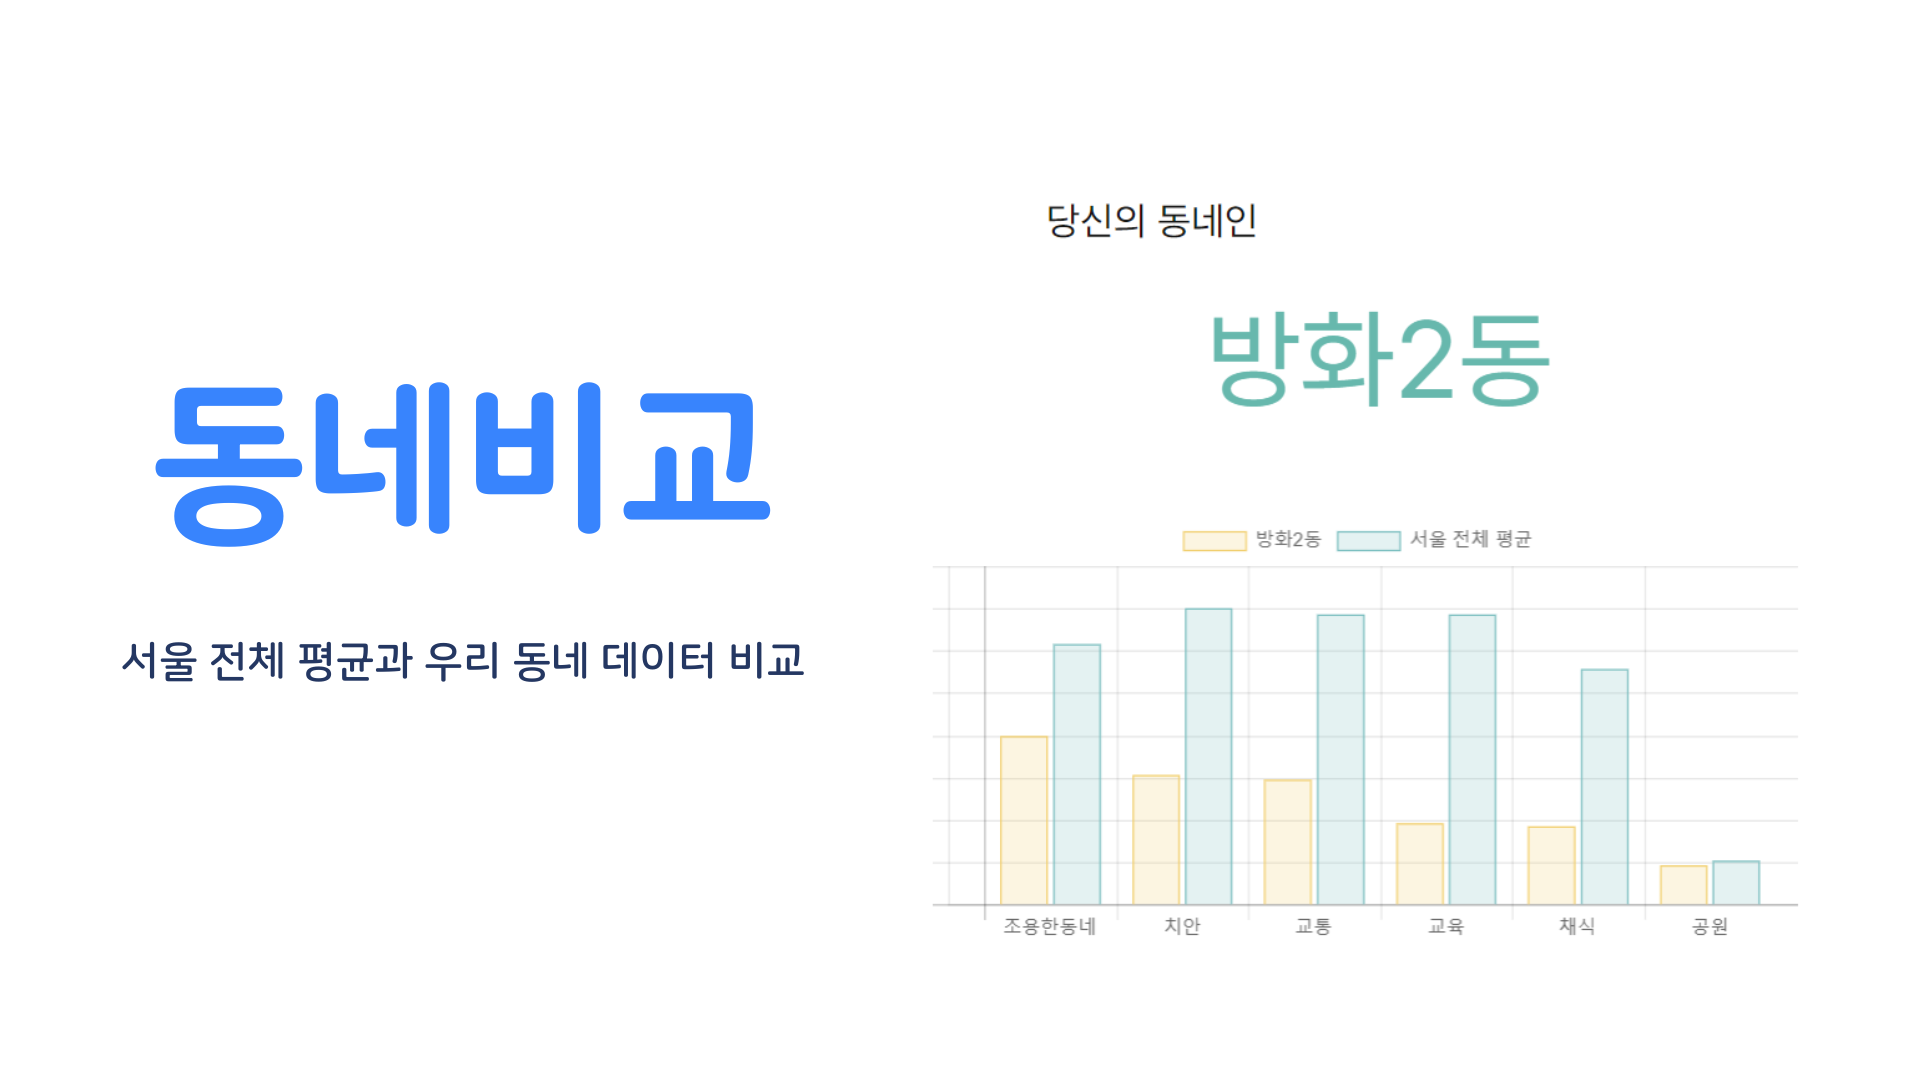 동네비교
서울 전체 평균과 우리 동네 데이터 비교
당신의 동네인
방화2동
방화2동 서울 전체 평균
조용한동네 치안 교통 교육 채식 공원